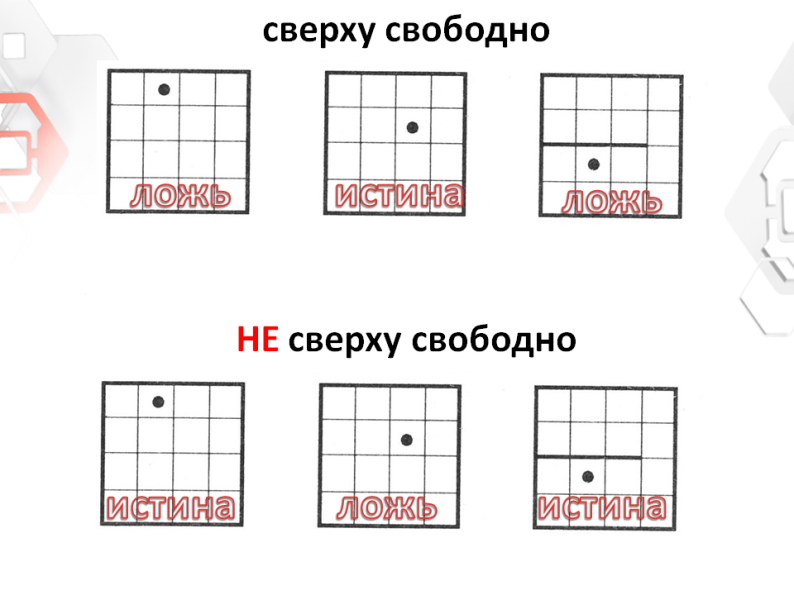 сверху свободно
ложь истина ложь
НЕ сверху свободно
истина ложь истина